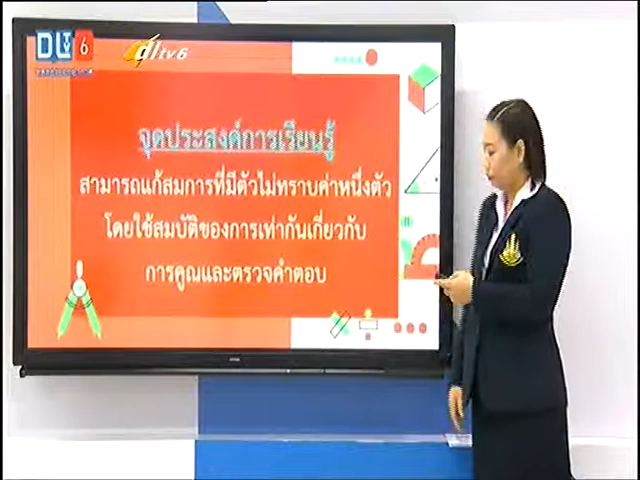 DLTV 6
dltv6
จุดประสงค์การเรียนรู้
สามารถแก้สมการที่มีตัวไม่ทราบค่าหนึ่งตัว
โดยใช้สมบัติของการเท่ากันเกี่ยวกับ
การคูณและตรวจคำตอบ